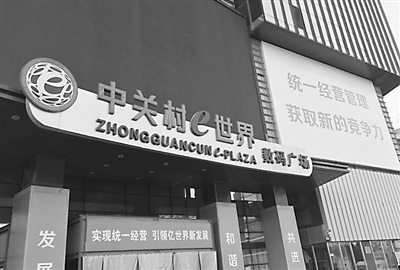 中关村e世界
ZHONGGUANCUN e-PLAZA 数码广场
统一经营管理
获取新的竞争力
实现统一经营 引领亿世界新发展
发展
和谐
共进